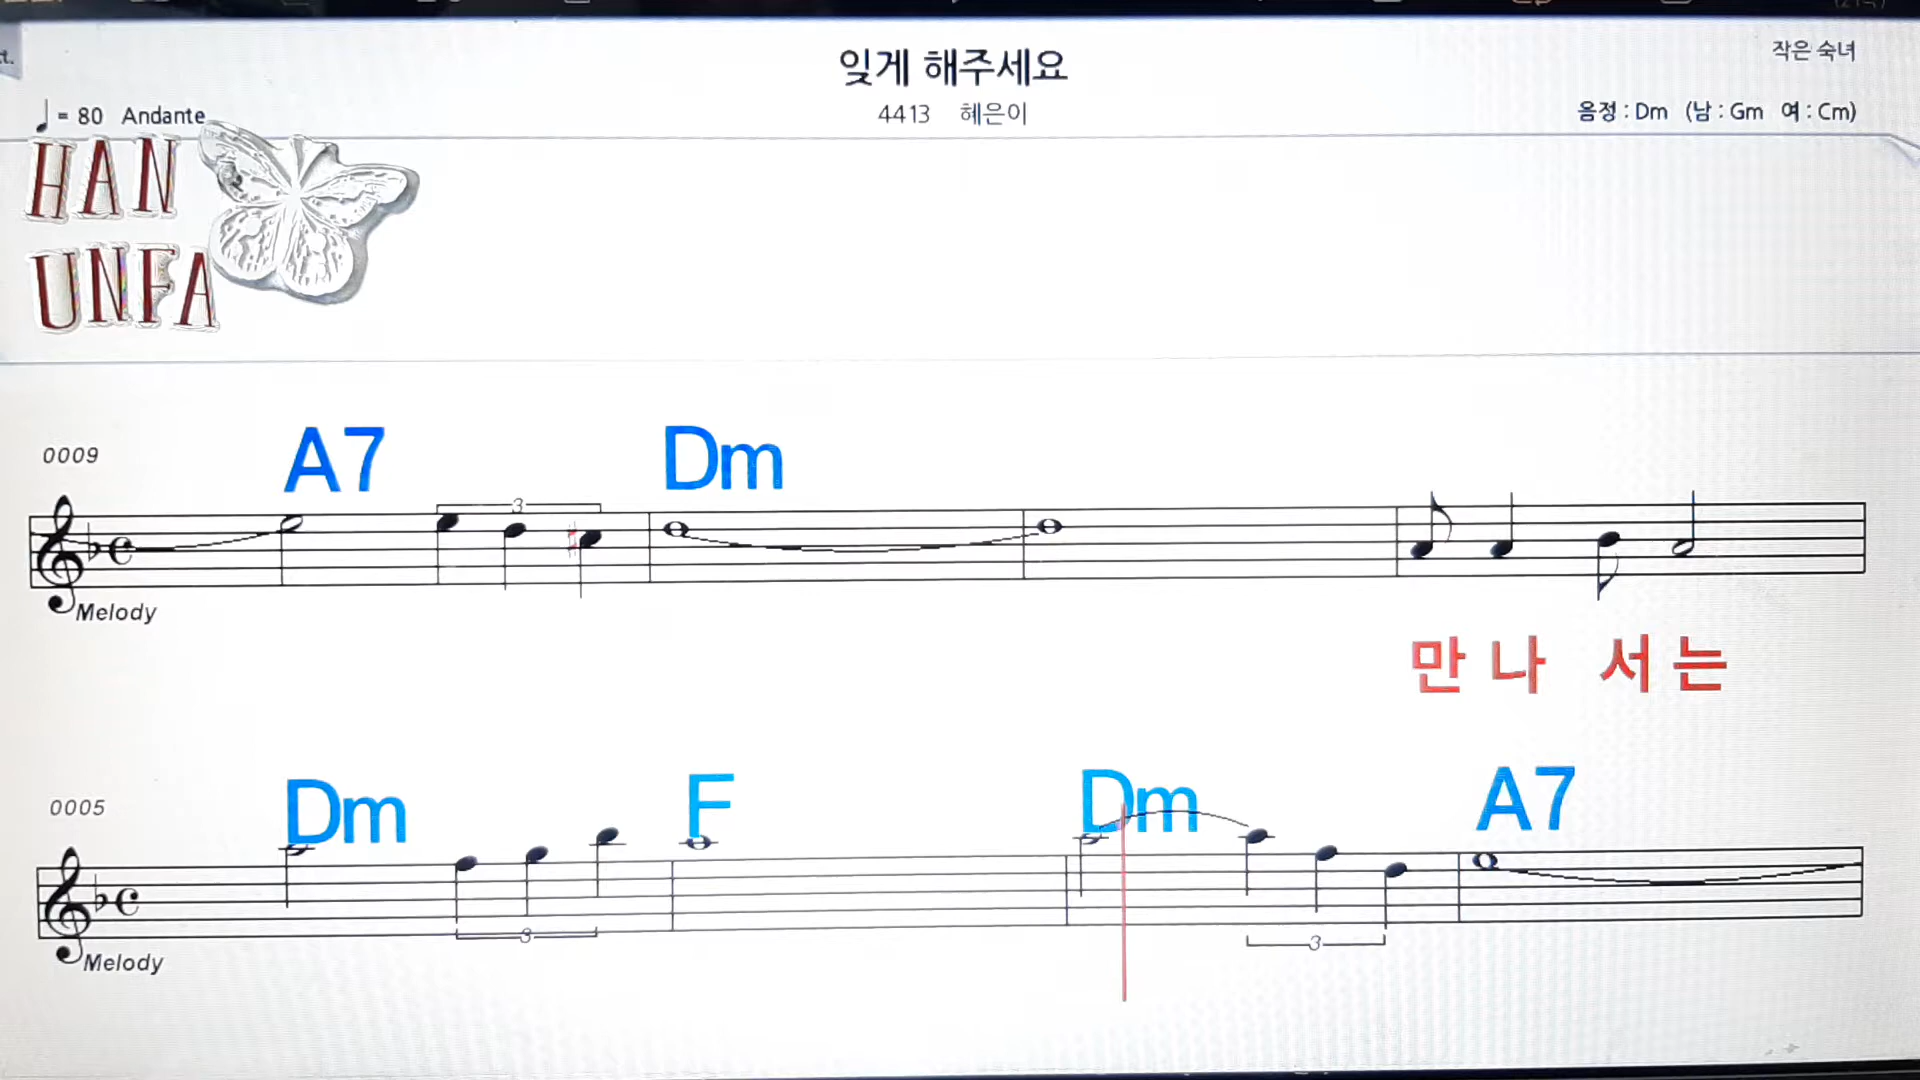 잊게 해주세요
작은 숙녀
= 80 Andante
4413 혜은이
음정 : Dm (남 : Gm 여 : Cm)
HAN
UNFA
0009
A7 Dm
3
Melody
만 나 서 는
0005
Dm F Dm A7
3 3
Melody